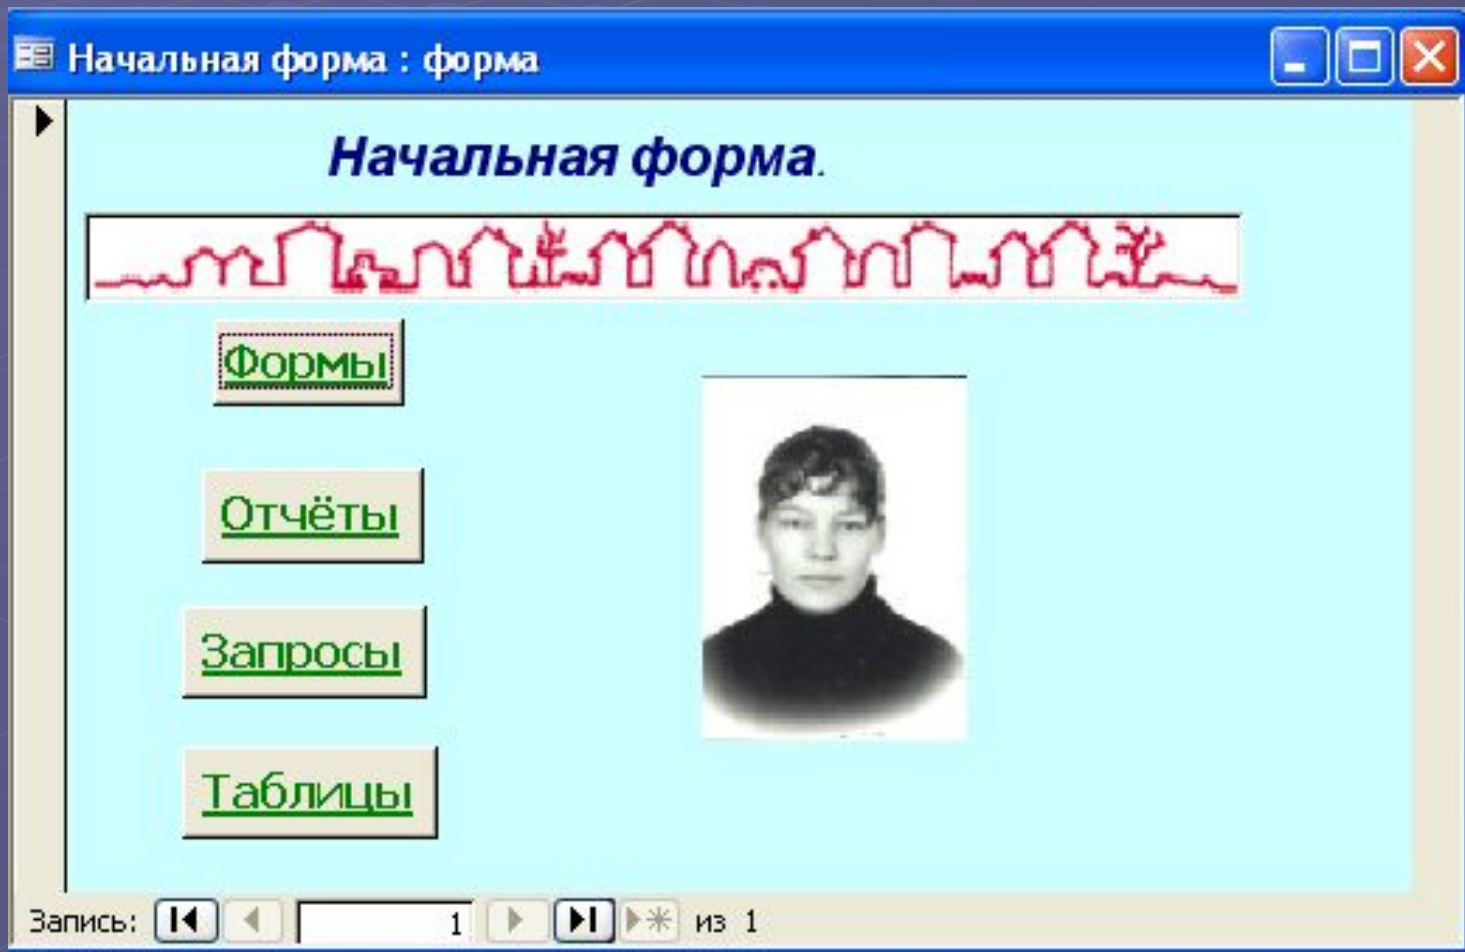 Начальная форма : форма
Начальная форма.
Формы
Отчёты
Запросы
Таблицы
Запись: 1 из 1